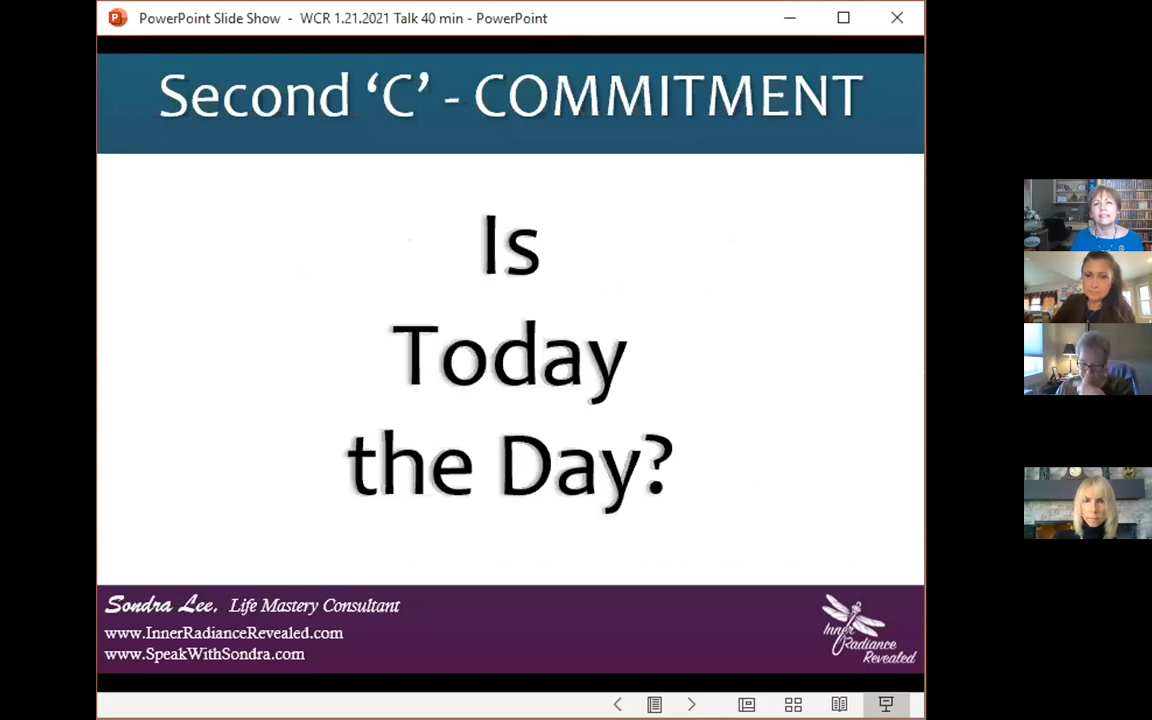 PowerPoint Slide Show - WCR 1.21.2021 Talk 40 min - PowerPoint
Second ‘C’ - COMMITMENT
Is
Today
the Day?
Sondra Lee, Life Mastery Consultant
www.InnerRadianceRevealed.com
www.SpeakWithSondra.com
Inner
Radiance
Revealed